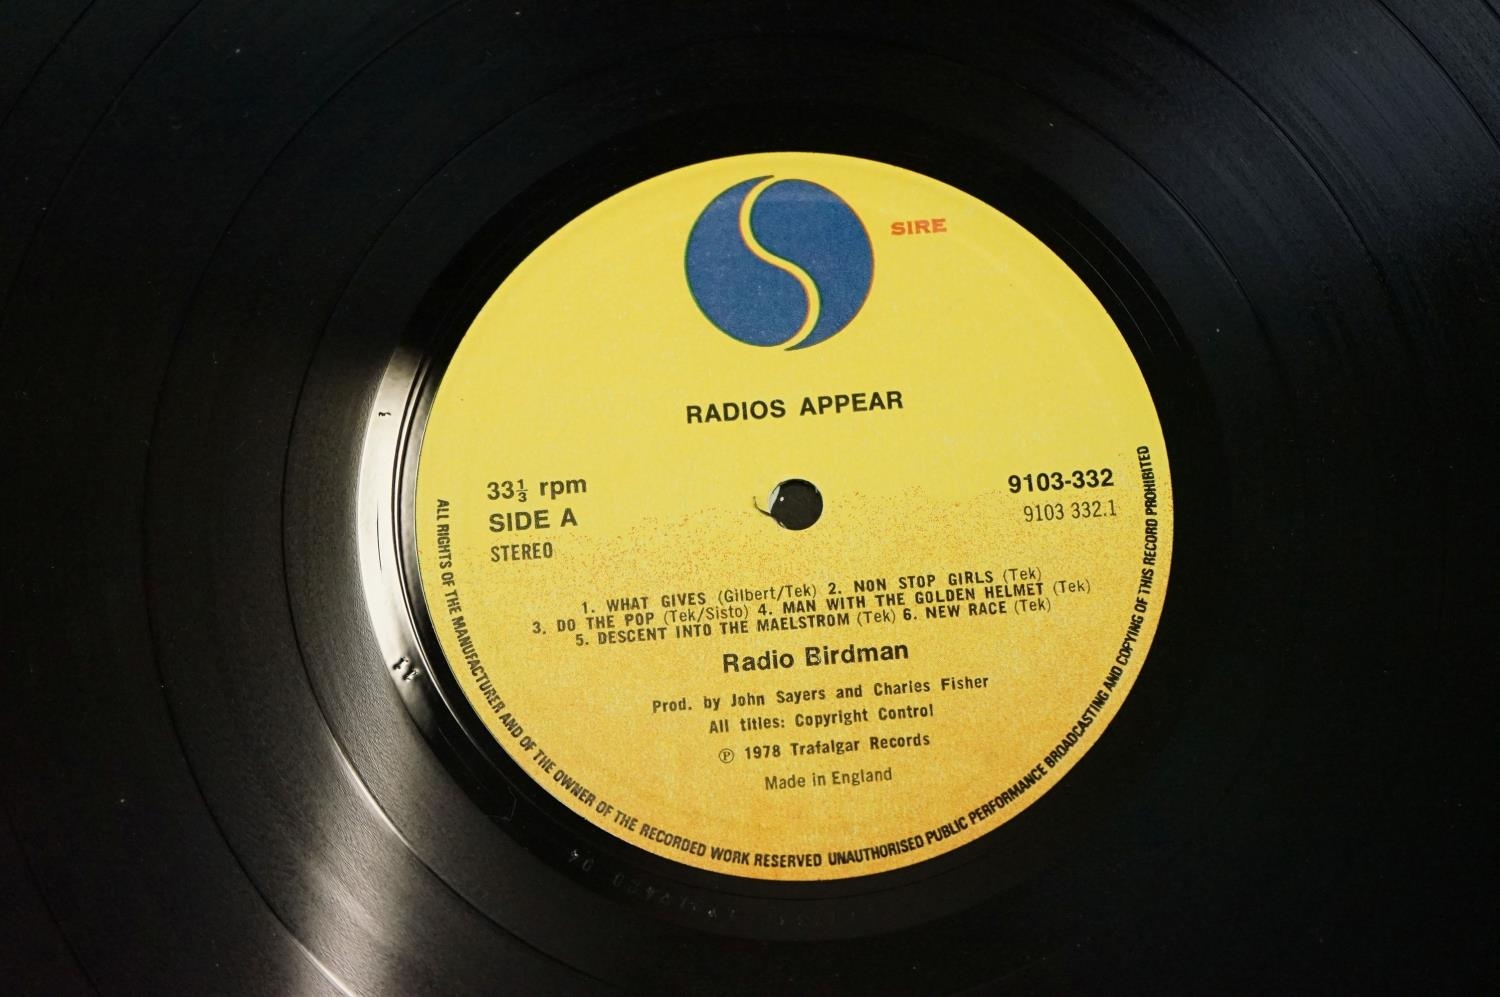 SIRE
RADIOS APPEAR
33⅓ rpm
SIDE A
STEREO
9103-332
9103 332.1
1. WHAT GIVES (Gilbert/Tek) 2. NON STOP GIRLS (Tek)
3. DO THE POP (Tek/Sisto) 4. MAN WITH THE GOLDEN HELMET (Tek)
5. DESCENT INTO THE MAELSTROM (Tek) 6. NEW RACE (Tek)
Radio Birdman
Prod. by John Sayers and Charles Fisher
All titles: Copyright Control
℗ 1978 Trafalgar Records
Made in England
ALL RIGHTS OF THE MANUFACTURER AND OF THE OWNER OF THE RECORDED WORK RESERVED UNAUTHORISED PUBLIC PERFORMANCE BROADCASTING AND COPYING OF THIS RECORD PROHIBITED